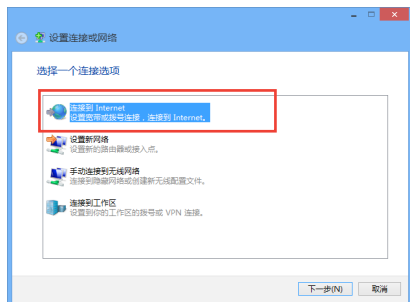 设置连接或网络
选择一个连接选项
连接到 Internet
设置宽带或拨号连接，连接到 Internet。
设置新网络
设置新的路由器或接入点。
手动连接到无线网络
连接到隐藏网络或创建新无线配置文件。
连接到工作区
设置到你的工作区的拨号或 VPN 连接。
下一步(N)
取消